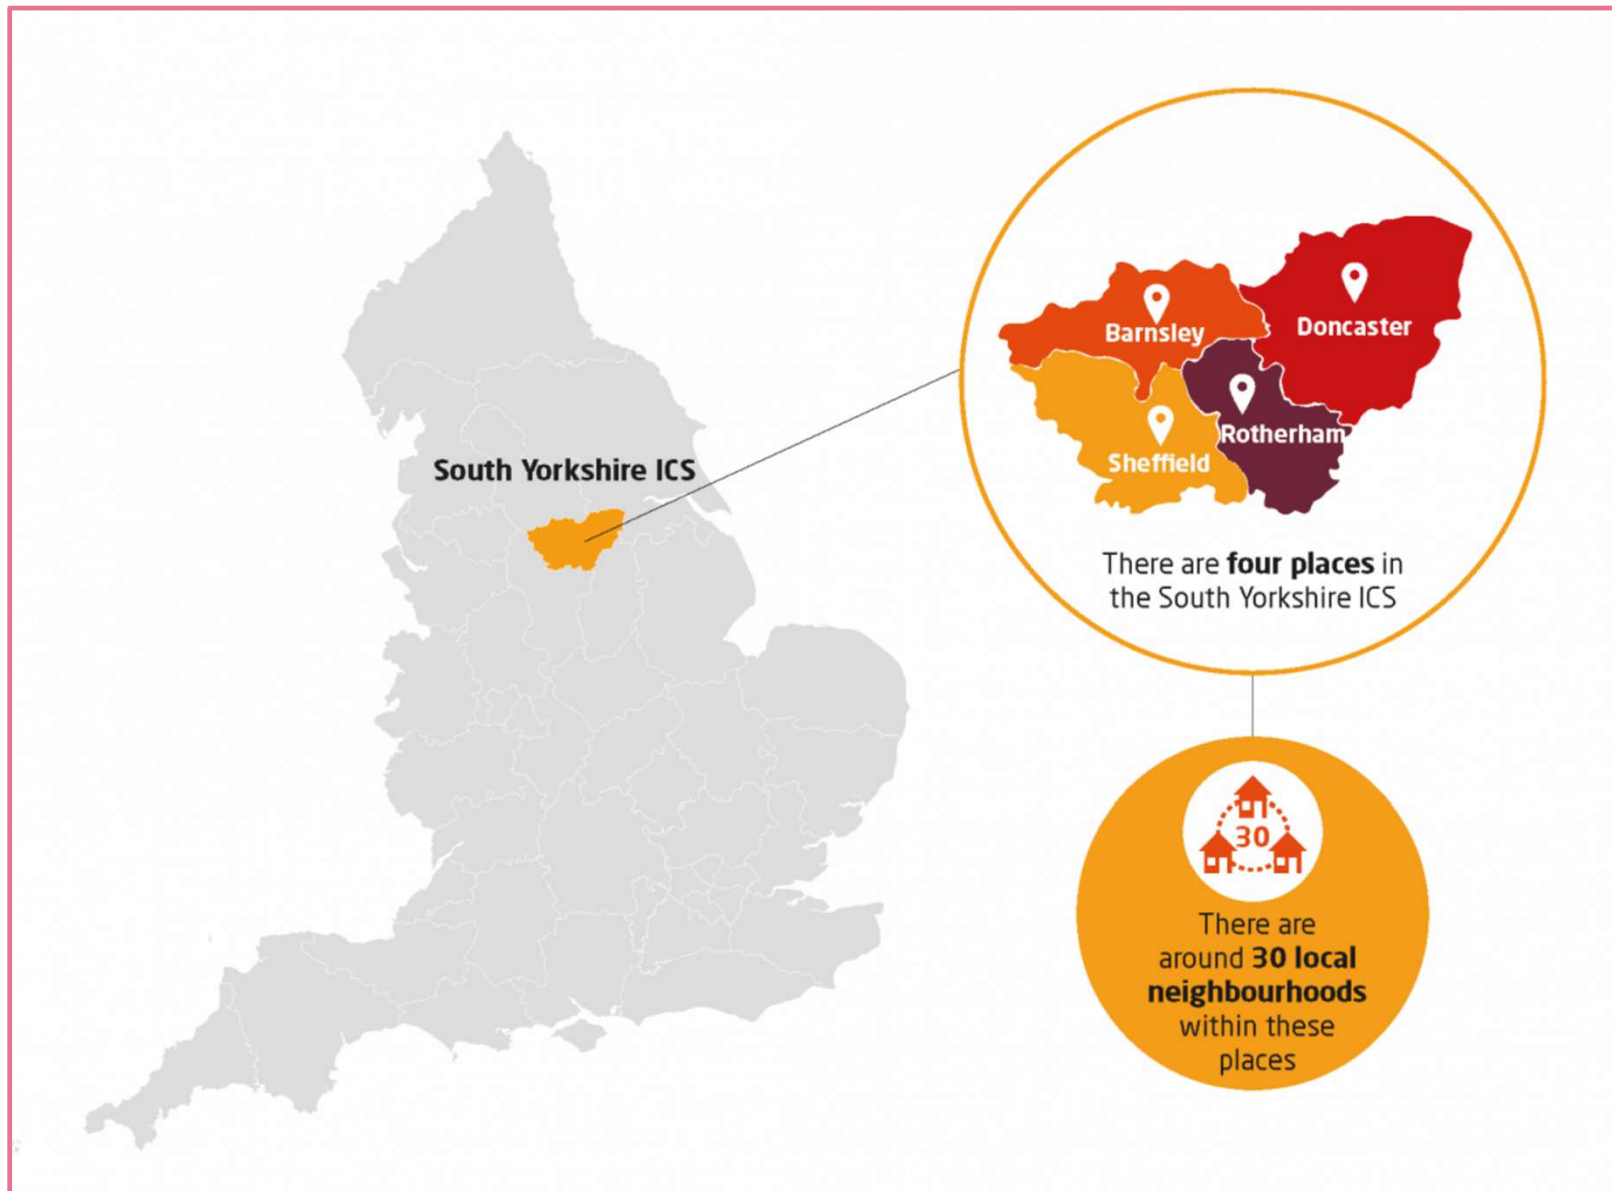 South Yorkshire ICS
Barnsley
Doncaster
Rotherham
Sheffield
There are four places in
the South Yorkshire ICS
30
There are
around 30 local
neighbourhoods
within these
places